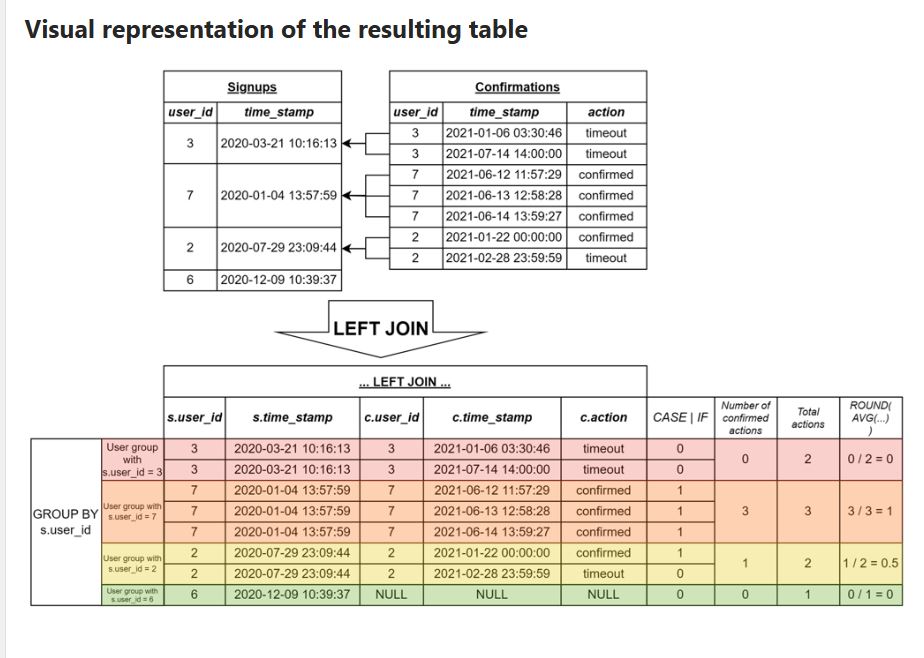 Visual representation of the resulting table
Signups
user_id time_stamp
3 2020-03-21 10:16:13
7 2020-01-04 13:57:59
2 2020-07-29 23:09:44
6 2020-12-09 10:39:37
Confirmations
user_id time_stamp action
3 2021-01-06 03:30:46 timeout
3 2021-07-14 14:00:00 timeout
7 2021-06-12 11:57:29 confirmed
7 2021-06-13 12:58:28 confirmed
7 2021-06-14 13:59:27 confirmed
2 2021-01-22 00:00:00 confirmed
2 2021-02-28 23:59:59 timeout
LEFT JOIN
... LEFT JOIN ...
s.user_id s.time_stamp c.user_id c.time_stamp c.action CASE | IF
Number of
confirmed
actions
Total
actions
ROUND(
AVG(...)
)
GROUP BY
s.user_id
User group
with
s.user_id = 3
3 2020-03-21 10:16:13 3 2021-01-06 03:30:46 timeout 0
3 2020-03-21 10:16:13 3 2021-07-14 14:00:00 timeout 0
0 2 0 / 2 = 0
User group with
s.user_id = 7
7 2020-01-04 13:57:59 7 2021-06-12 11:57:29 confirmed 1
7 2020-01-04 13:57:59 7 2021-06-13 12:58:28 confirmed 1
7 2020-01-04 13:57:59 7 2021-06-14 13:59:27 confirmed 1
3 3 3 / 3 = 1
User group with
s.user_id = 2
2 2020-07-29 23:09:44 2 2021-01-22 00:00:00 confirmed 1
2 2020-07-29 23:09:44 2 2021-02-28 23:59:59 timeout 0
1 2 1 / 2 = 0.5
User group with
s.user_id = 6
6 2020-12-09 10:39:37 NULL NULL NULL 0 0 1 0 / 1 = 0